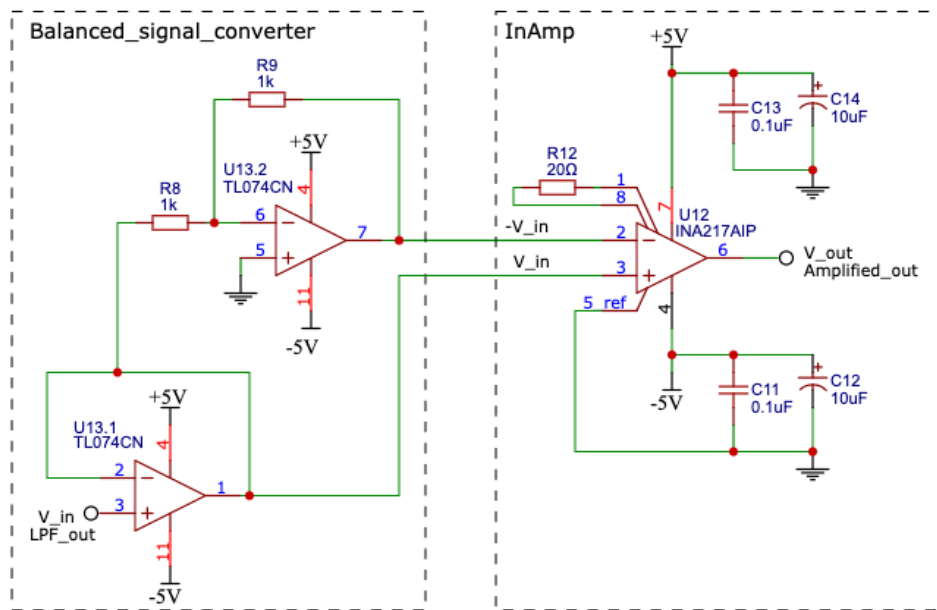 Balanced_signal_converter
R9
1k
+5V
U13.2
TL074CN
4
R8
1k
6
5
7
11
-5V
+5V
U13.1
TL074CN
4
2
3
1
V_in
LPF_out
11
-5V
InAmp
+5V
C13
0.1uF
C14
10uF
R12
20Ω
1
8
7
U12
INA217AIP
-V_in
2
V_in
3
6
V_out
Amplified_out
5 ref
4
-5V
C11
0.1uF
C12
10uF
+
+